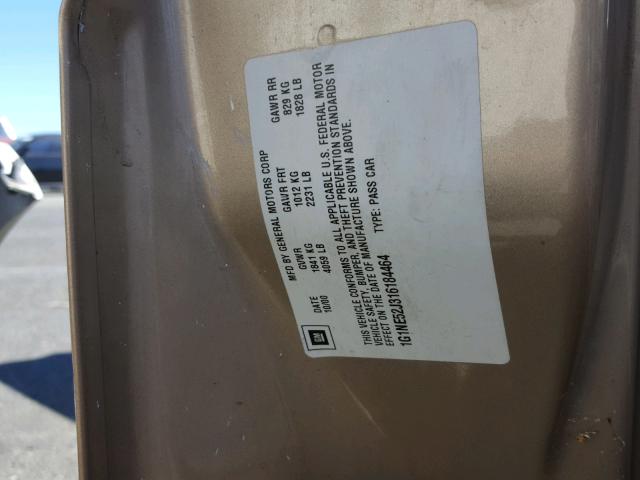 GM
MFD BY GENERAL MOTORS CORP
DATE GVWR GAWR FRT GAWR RR
10/00 1841 KG 1012 KG 829 KG
4059 LB 2231 LB 1828 LB
THIS VEHICLE CONFORMS TO ALL APPLICABLE U.S. FEDERAL MOTOR
VEHICLE SAFETY, BUMPER, AND THEFT PREVENTION STANDARDS IN
EFFECT ON THE DATE OF MANUFACTURE SHOWN ABOVE.
1G1NE52J316184464 TYPE: PASS CAR